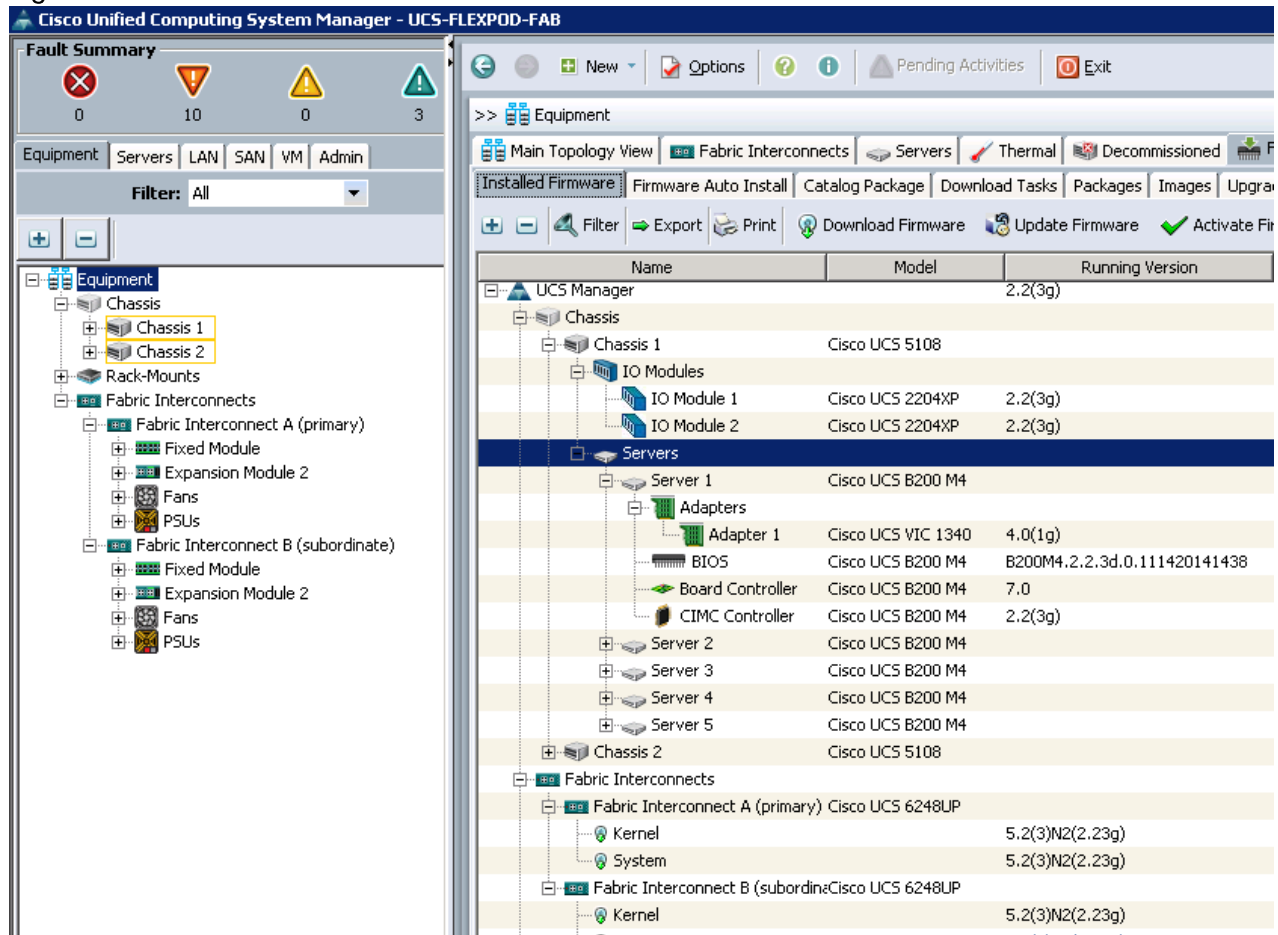 Cisco Unified Computing System Manager - UCS-FLEXPOD-FAB
Fault Summary
0 10 0 3
Equipment Servers LAN SAN VM Admin
Filter: All
Equipment
Chassis
Chassis 1
Chassis 2
Rack-Mounts
Fabric Interconnects
Fabric Interconnect A (primary)
Fixed Module
Expansion Module 2
Fans
PSUs
Fabric Interconnect B (subordinate)
Fixed Module
Expansion Module 2
Fans
PSUs
New Options Pending Activities Exit
>> Equipment
Main Topology View Fabric Interconnects Servers Thermal Decommissioned F
Installed Firmware Firmware Auto Install Catalog Package Download Tasks Packages Images Upgra
Filter Export Print Download Firmware Update Firmware Activate Fi
Name Model Running Version
UCS Manager 2.2(3g)
Chassis
Chassis 1 Cisco UCS 5108
IO Modules
IO Module 1 Cisco UCS 2204XP 2.2(3g)
IO Module 2 Cisco UCS 2204XP 2.2(3g)
Servers
Server 1 Cisco UCS B200 M4
Adapters
Adapter 1 Cisco UCS VIC 1340 4.0(1g)
BIOS Cisco UCS B200 M4 B200M4.2.2.3d.0.111420141438
Board Controller Cisco UCS B200 M4 7.0
CIMC Controller Cisco UCS B200 M4 2.2(3g)
Server 2 Cisco UCS B200 M4
Server 3 Cisco UCS B200 M4
Server 4 Cisco UCS B200 M4
Server 5 Cisco UCS B200 M4
Chassis 2 Cisco UCS 5108
Fabric Interconnects
Fabric Interconnect A (primary) Cisco UCS 6248UP
Kernel 5.2(3)N2(2.23g)
System 5.2(3)N2(2.23g)
Fabric Interconnect B (subordina Cisco UCS 6248UP
Kernel 5.2(3)N2(2.23g)